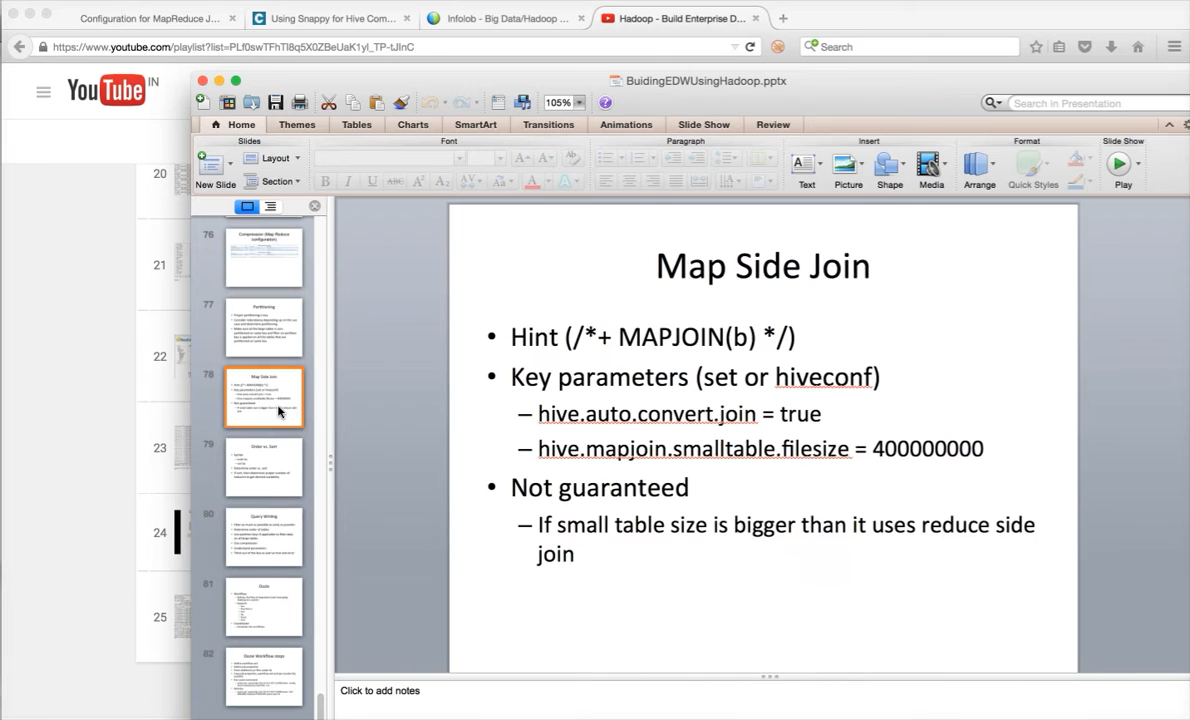 Configuration for MapReduce J...
Using Snappy for Hive Com...
Infolob - Big Data/Hadoop ...
Hadoop - Build Enterprise D...
https://www.youtube.com/playlist?list=PLf0swTFhTI8q5X0ZBeUaK1yl_TP-tJInC
Search
YouTube IN
BuidingEDWUsingHadoop.pptx
105%
Search in Presentation
Home Themes Tables Charts SmartArt Transitions Animations Slide Show Review
Slides Font Paragraph Insert Format Slide Show
New Slide
Layout
Section
Text Picture Shape Media Arrange Quick Styles Play
20
21
22
23
24
25
76
Compression (Map Reduce
configuration)
77
Partitioning
78
Map Side Join
79
Order vs. Sort
80
Query Writing
81
Oozie
82
Oozie Workflow steps
Map Side Join
• Hint (/*+ MAPJOIN(b) */)
• Key parameters (set or hiveconf)
– hive.auto.convert.join = true
– hive.mapjoin.smalltable.filesize = 400000000
• Not guaranteed
– If small table size is bigger than it uses reduce side
join
Click to add notes